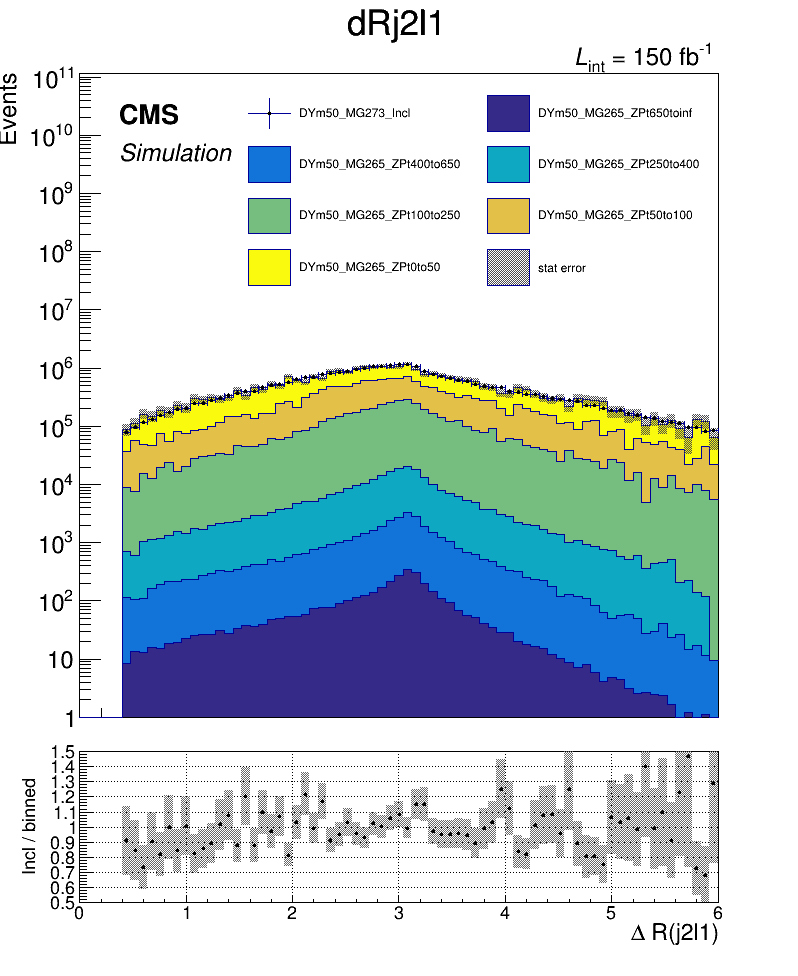 dRj2l1
L_int = 150 fb^-1
Events
10^11
10^10
10^9
10^8
10^7
10^6
10^5
10^4
10^3
10^2
10
1
CMS
Simulation
DYm50_MG273_Incl
DYm50_MG265_ZPt650toinf
DYm50_MG265_ZPt400to650
DYm50_MG265_ZPt250to400
DYm50_MG265_ZPt100to250
DYm50_MG265_ZPt50to100
DYm50_MG265_ZPt0to50
stat error
Incl / binned
1.5
1.4
1.3
1.2
1.1
1
0.9
0.8
0.7
0.6
0.5
0 1 2 3 4 5 6
Δ R(j2l1)